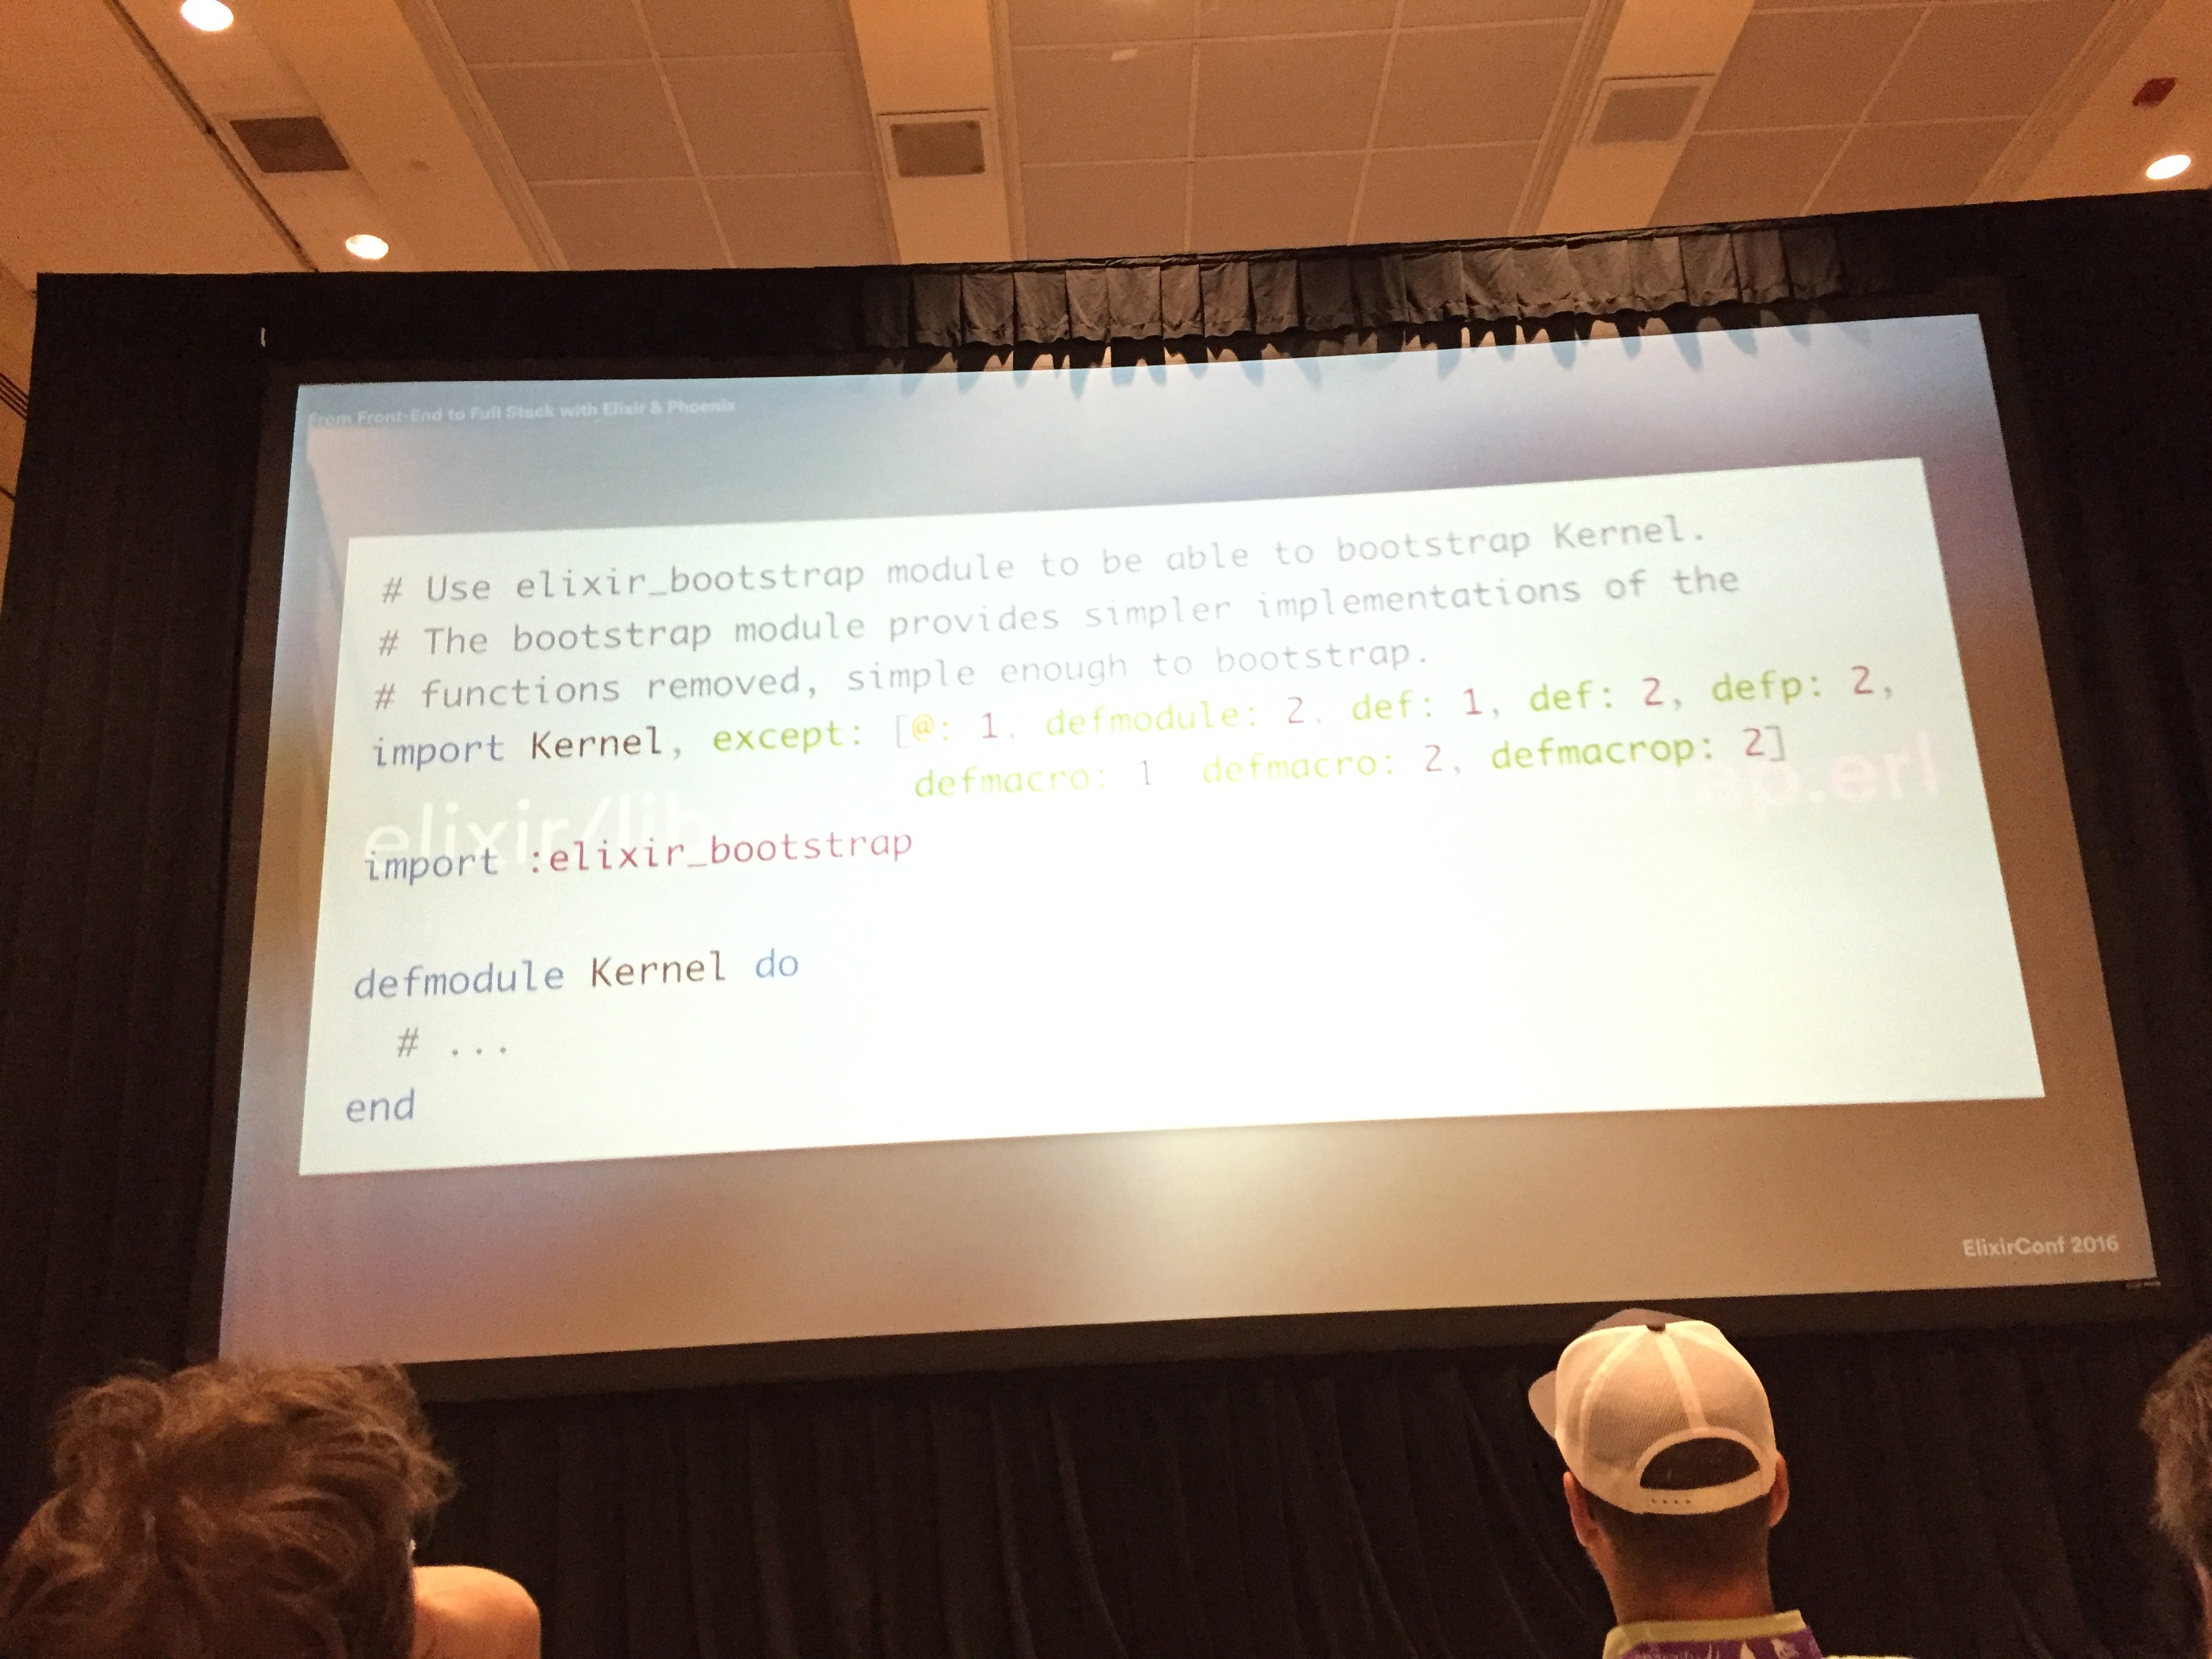 From Front-End to Full Stack with Elixir & Phoenix
# Use elixir_bootstrap module to be able to bootstrap Kernel.
# The bootstrap module provides simpler implementations of the
# functions removed, simple enough to bootstrap.
import Kernel, except: [@: 1, defmodule: 2, def: 1, def: 2, defp: 2,
defmacro: 1 defmacro: 2, defmacrop: 2]
elixir/lib
ap.erl
import :elixir_bootstrap
defmodule Kernel do
# ...
end
ElixirConf 2016